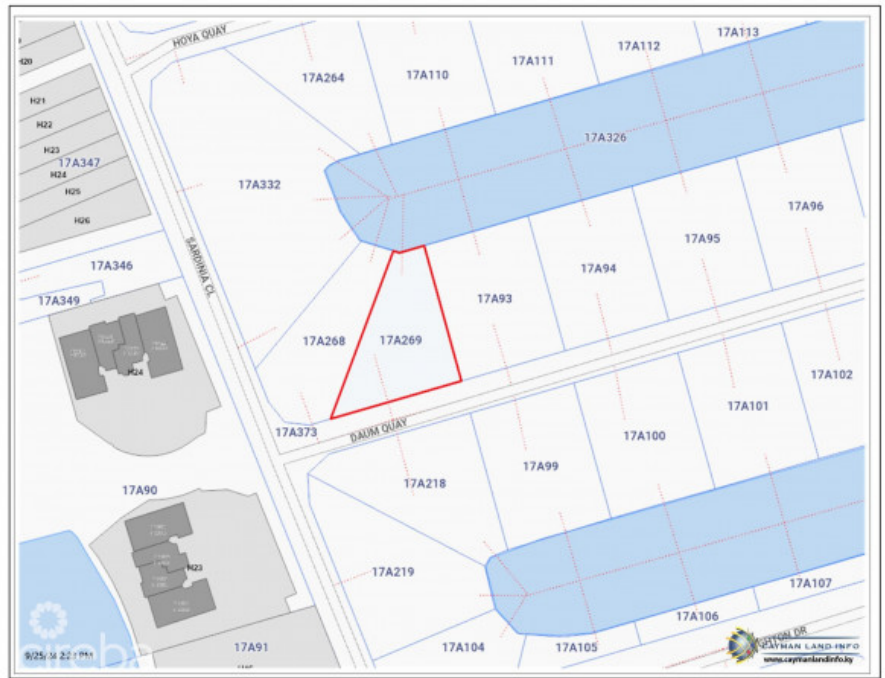 HOYA QUAY
17A113
17A112
17A111
17A264
17A110
H20
H21
H22
H23
17A347
H24
H25
H26
17A326
17A332
17A96
17A95
17A94
17A93
SARDINIA CL
17A346
17A349
17A268
17A269
H24
17A373
DAUM QUAY
17A102
17A101
17A100
17A99
17A218
17A90
17A219
H23
17A107
17A106
17A105
17A104
17A91
CAYMAN LAND INFO
www.caymanlandinfo.ky